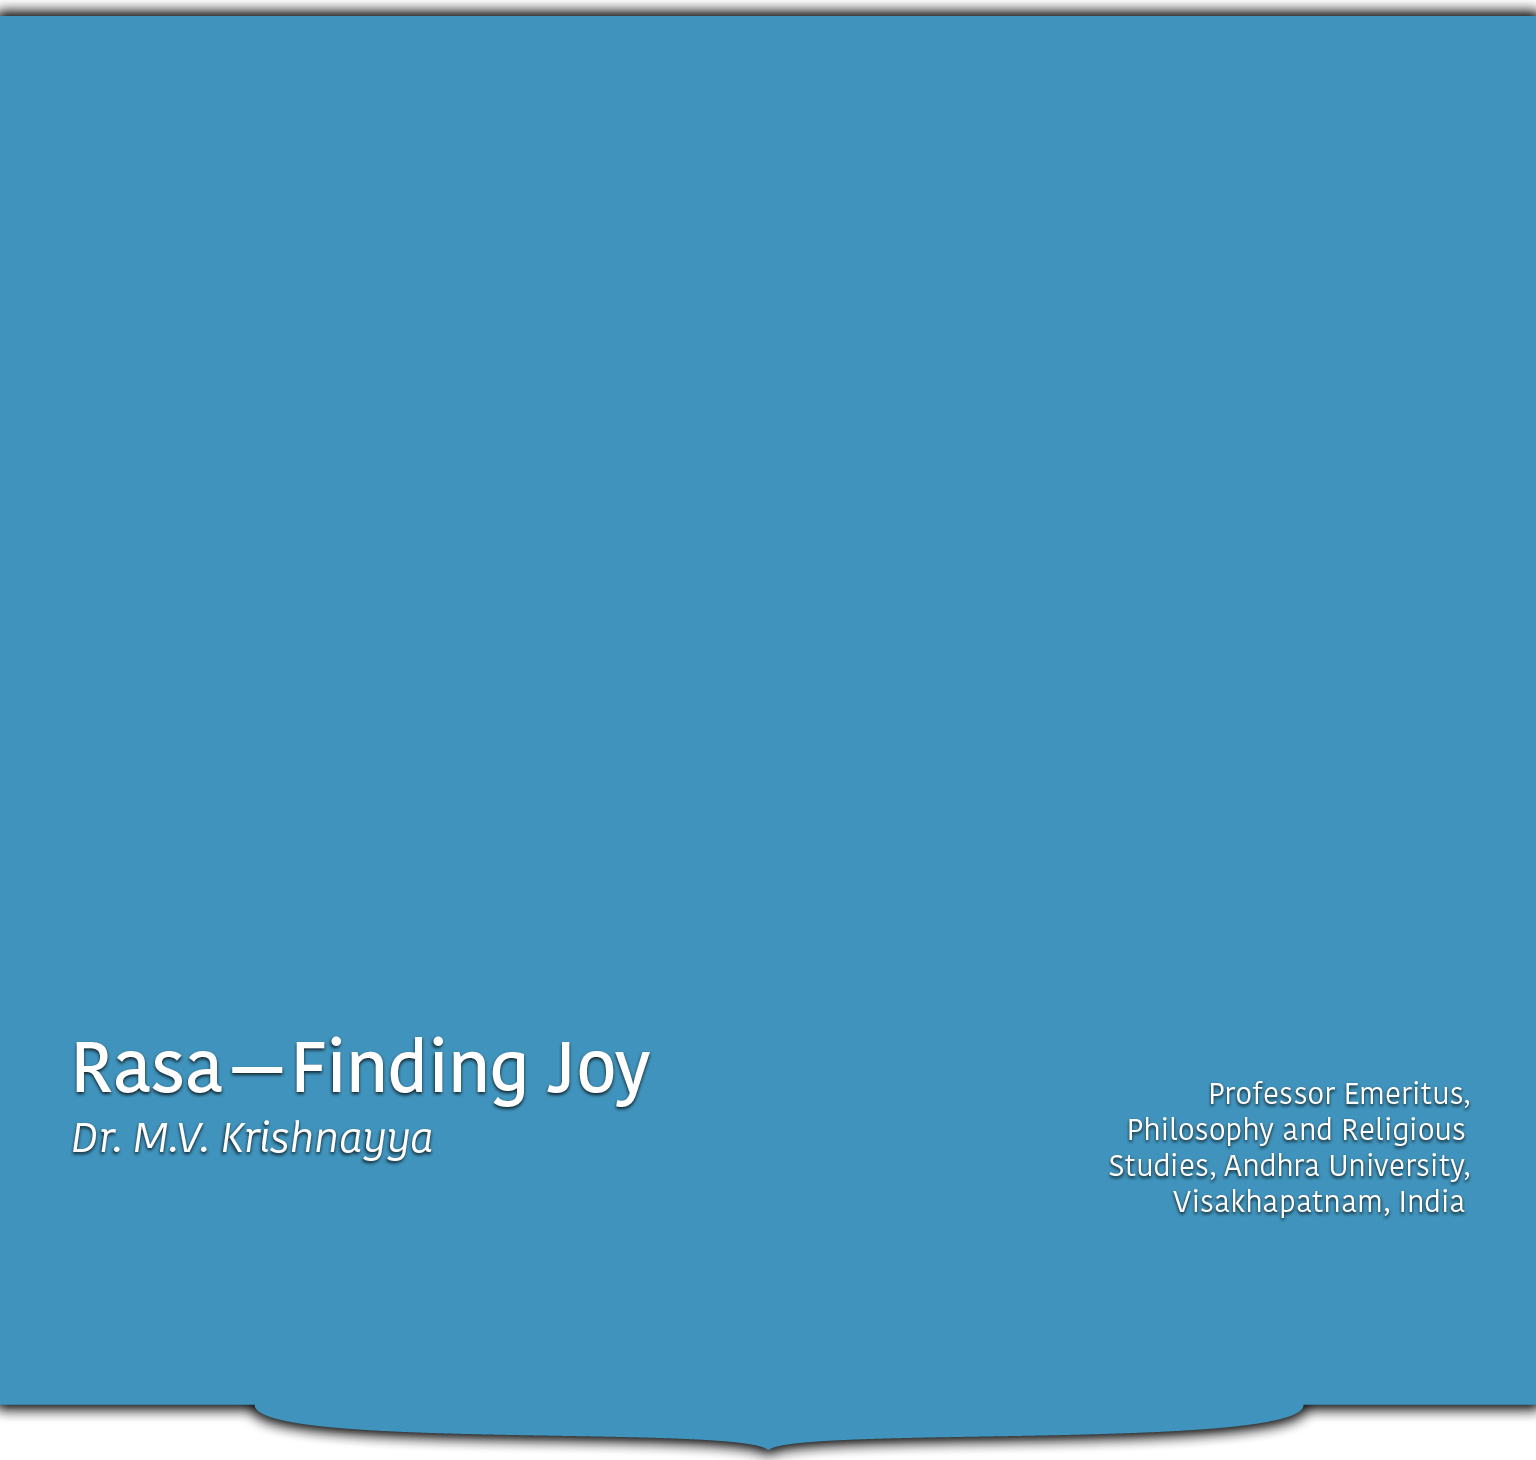 Rasa—Finding Joy
Dr. M.V. Krishnayya
Professor Emeritus,
Philosophy and Religious
Studies, Andhra University,
Visakhapatnam, India